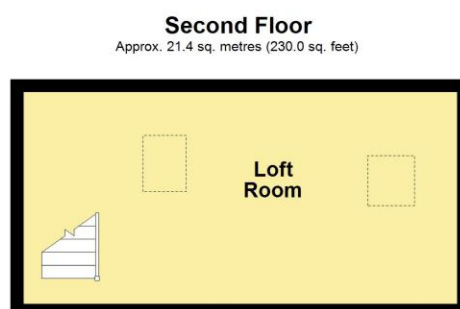 Second Floor
Approx. 21.4 sq. metres (230.0 sq. feet)
Loft
Room